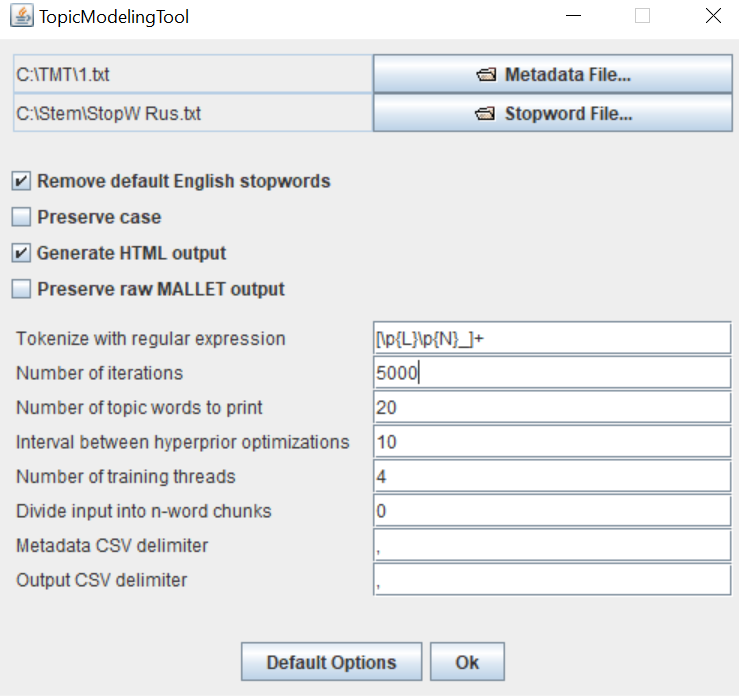 TopicModelingTool
C:\TMT\1.txt Metadata File...
C:\Stem\StopW Rus.txt Stopword File...
Remove default English stopwords
Preserve case
Generate HTML output
Preserve raw MALLET output
Tokenize with regular expression [\p{L}\p{N}_]+
Number of iterations 5000
Number of topic words to print 20
Interval between hyperprior optimizations 10
Number of training threads 4
Divide input into n-word chunks 0
Metadata CSV delimiter ,
Output CSV delimiter ,
Default Options Ok